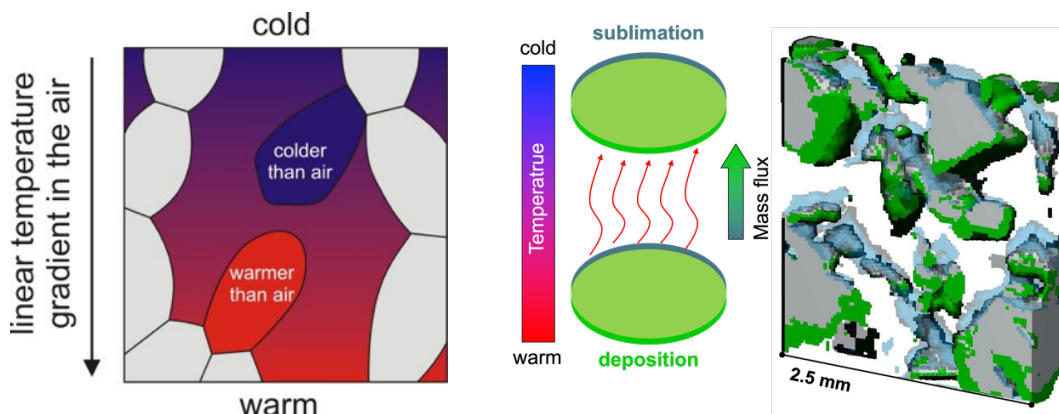 cold
linear temperature
gradient in the air
colder
than air
warmer
than air
warm
cold
Temperatrue
warm
sublimation
deposition
Mass flux
2.5 mm